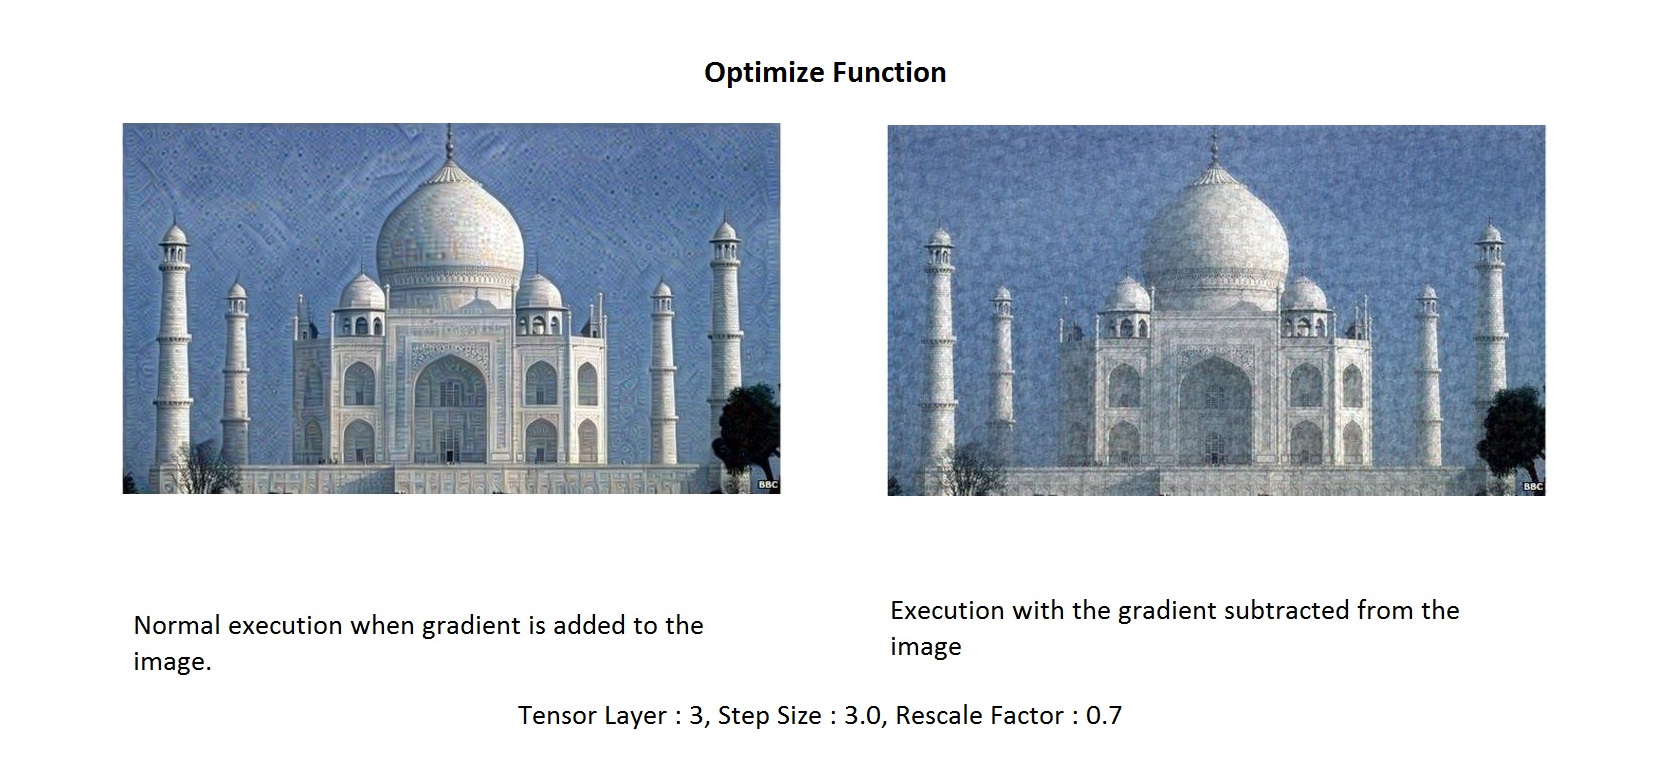 Optimize Function
BBC
BBC
Normal execution when gradient is added to the
image.
Execution with the gradient subtracted from the
image
Tensor Layer : 3, Step Size : 3.0, Rescale Factor : 0.7